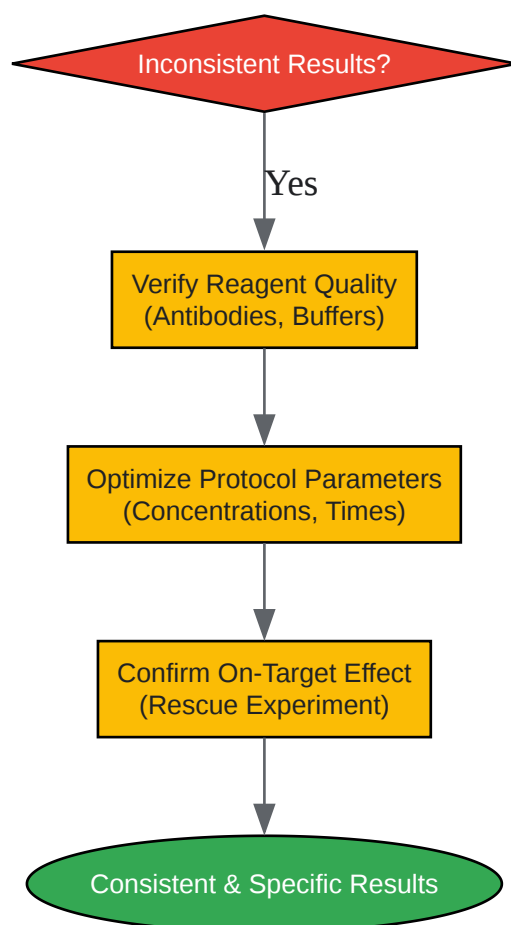 Inconsistent Results?
Yes
Verify Reagent Quality
(Antibodies, Buffers)
Optimize Protocol Parameters
(Concentrations, Times)
Confirm On-Target Effect
(Rescue Experiment)
Consistent & Specific Results